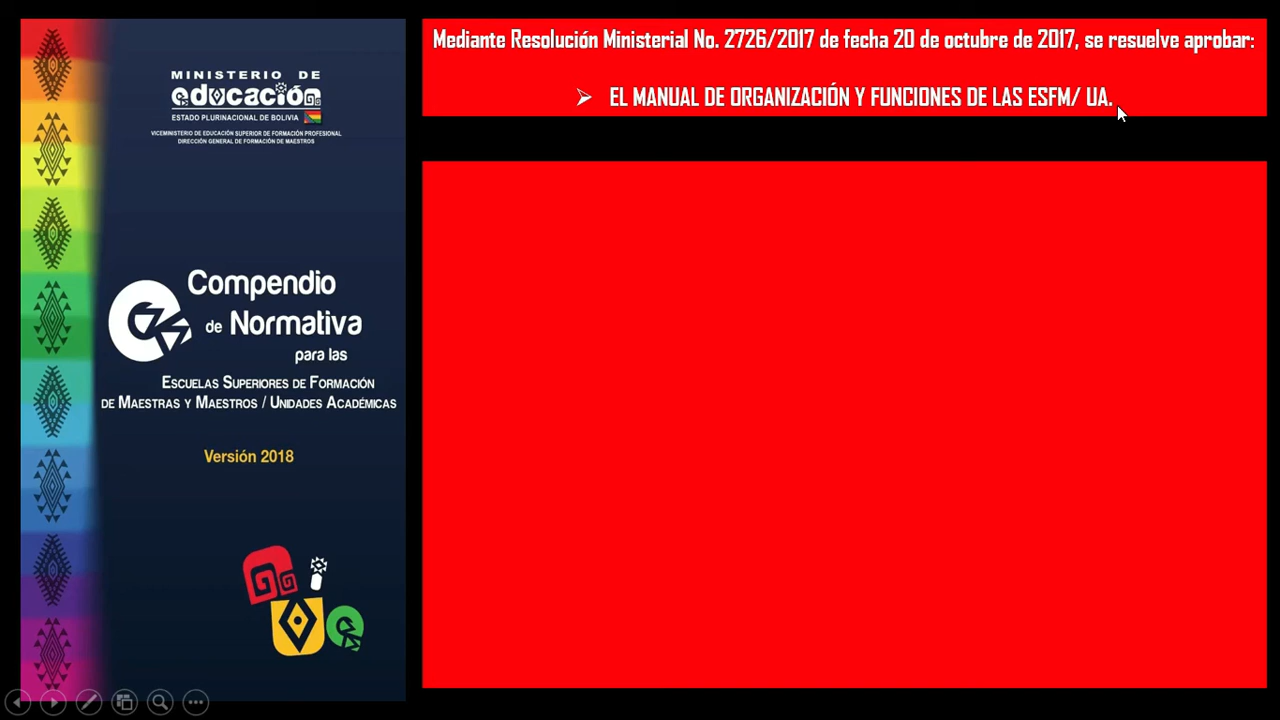 MINISTERIO DE
educación
ESTADO PLURINACIONAL DE BOLIVIA
VICEMINISTERIO DE EDUCACIÓN SUPERIOR DE FORMACIÓN PROFESIONAL
DIRECCIÓN GENERAL DE FORMACIÓN DE MAESTROS
Compendio
de Normativa
para las
ESCUELAS SUPERIORES DE FORMACIÓN
DE MAESTRAS Y MAESTROS / UNIDADES ACADÉMICAS
Versión 2018
Mediante Resolución Ministerial No. 2726/2017 de fecha 20 de octubre de 2017, se resuelve aprobar:
➢ EL MANUAL DE ORGANIZACIÓN Y FUNCIONES DE LAS ESFM/ UA.